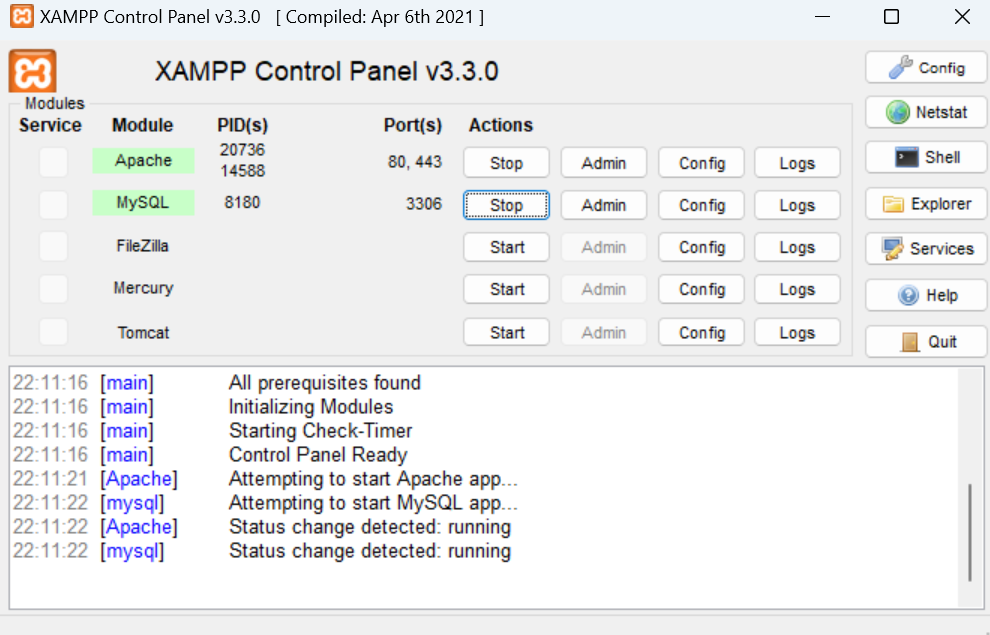 XAMPP Control Panel v3.3.0 [ Compiled: Apr 6th 2021 ]
XAMPP Control Panel v3.3.0
Config
Modules
Service Module PID(s) Port(s) Actions
Netstat
Apache 20736 14588 80, 443 Stop Admin Config Logs
Shell
MySQL 8180 3306 Stop Admin Config Logs
Explorer
FileZilla Start Admin Config Logs
Services
Mercury Start Admin Config Logs
Help
Tomcat Start Admin Config Logs
Quit
22:11:16 [main] All prerequisites found
22:11:16 [main] Initializing Modules
22:11:16 [main] Starting Check-Timer
22:11:16 [main] Control Panel Ready
22:11:21 [Apache] Attempting to start Apache app...
22:11:22 [mysql] Attempting to start MySQL app...
22:11:22 [Apache] Status change detected: running
22:11:22 [mysql] Status change detected: running